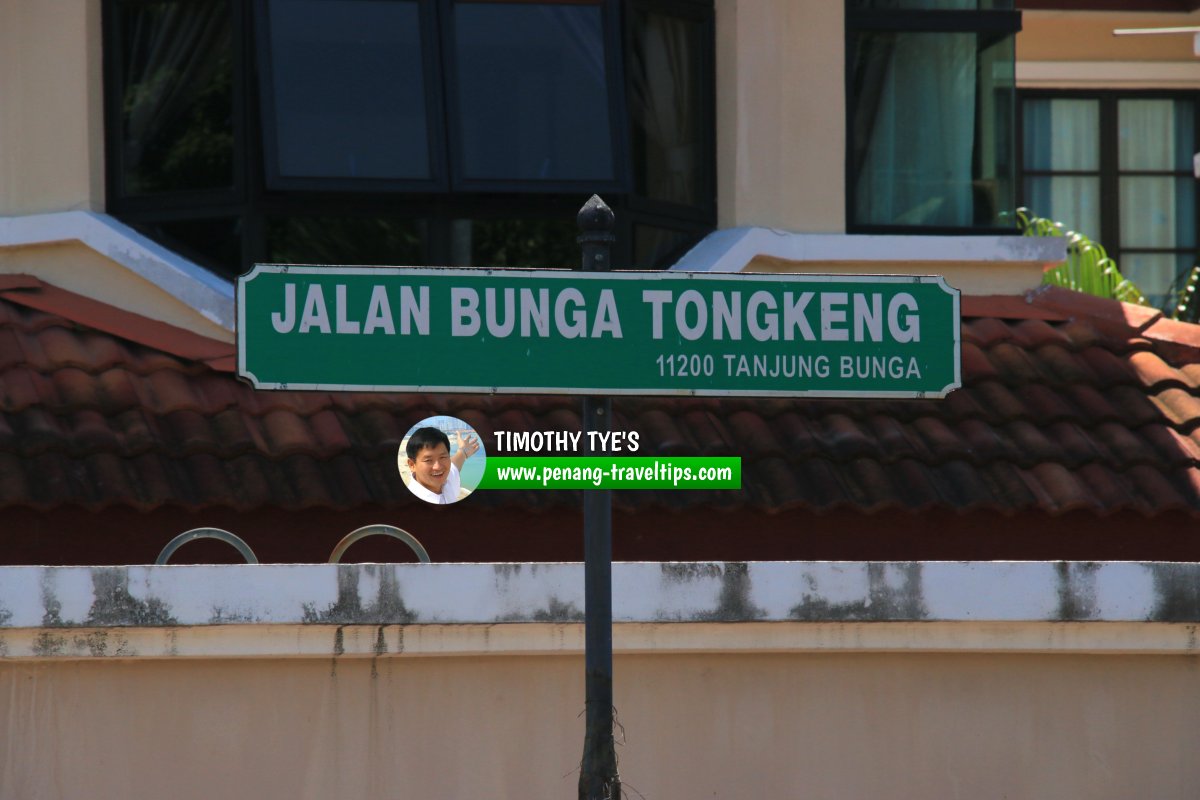 JALAN BUNGA TONGKENG
11200 TANJUNG BUNGA
TIMOTHY TYE'S
www.penang-traveltips.com